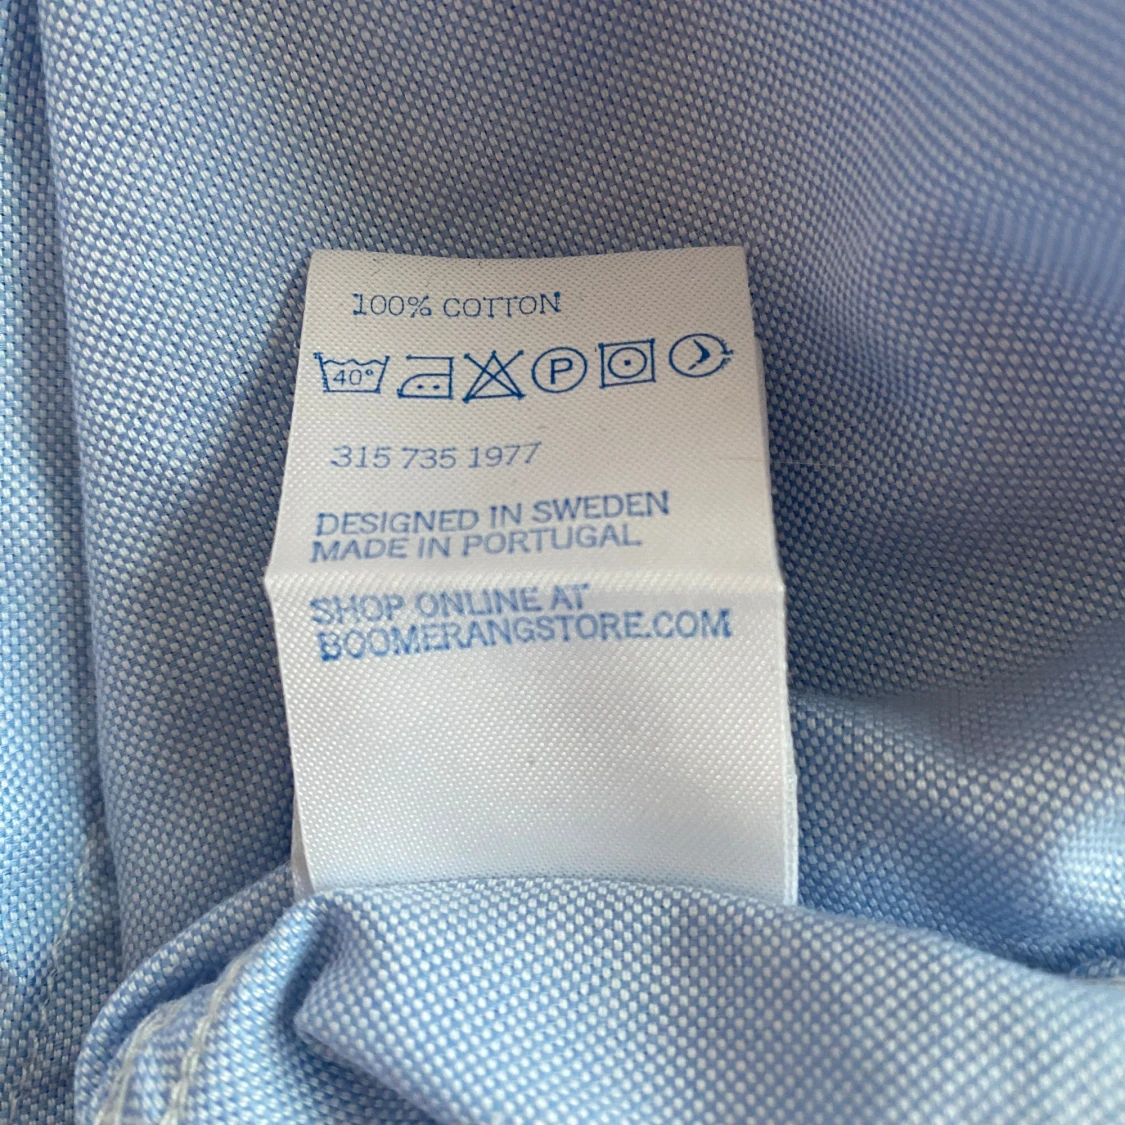 100% COTTON
40° P
315 735 1977
DESIGNED IN SWEDEN
MADE IN PORTUGAL
SHOP ONLINE AT
BOOMERANGSTORE.COM